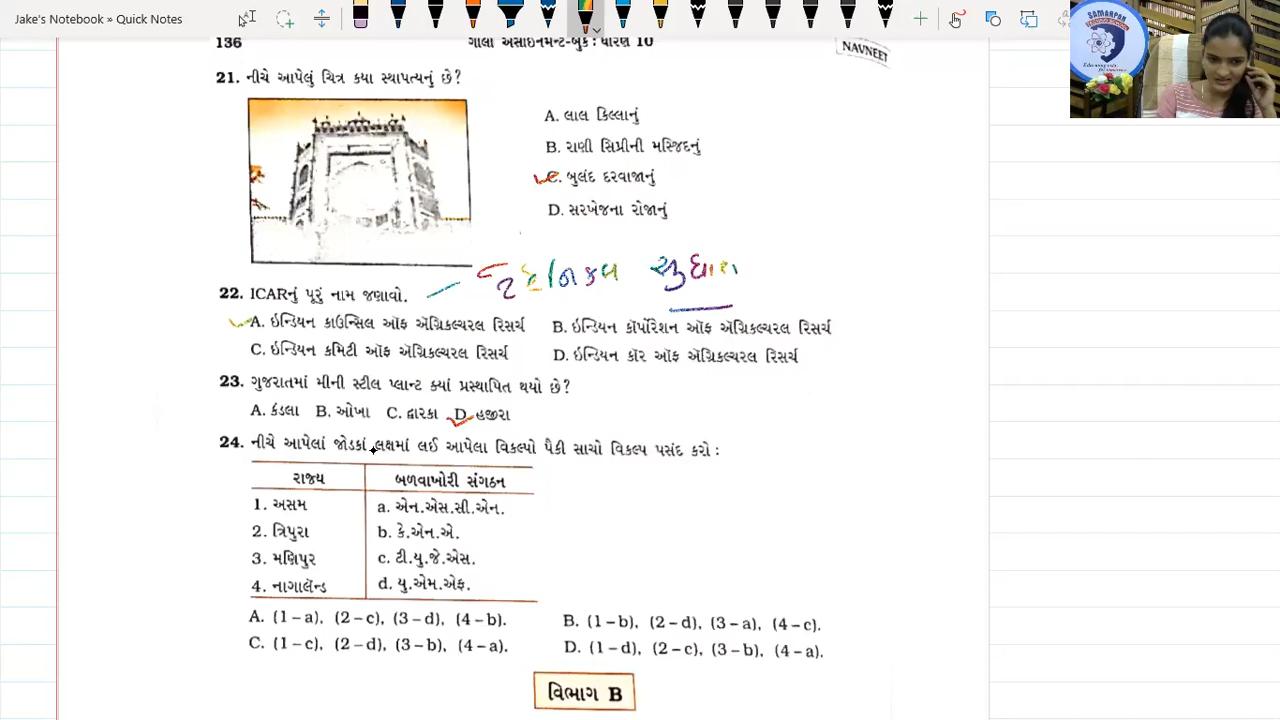 Jake's Notebook » Quick Notes
136
ગાલા અસાઇનમેન્ટ-બુક : ધોરણ 10
NAVNEET
SAMARPAN
21. નીચે આપેલું ચિત્ર કયા સ્થાપત્યનું છે?
A. લાલ કિલ્લાનું
B. રાણી સિપ્રીની મસ્જિદનું
C. બુલંદ દરવાજાનું
D. સરખેજના રોજાનું
સુધારા
22. ICARનું પૂરું નામ જણાવો.
A. ઇન્ડિયન કાઉન્સિલ ઑફ ઍગ્રિકલ્ચરલ રિસર્ચ
B. ઇન્ડિયન કૉર્પોરેશન ઑફ ઍગ્રિકલ્ચરલ રિસર્ચ
C. ઇન્ડિયન કમિટી ઑફ ઍગ્રિકલ્ચરલ રિસર્ચ
D. ઇન્ડિયન કૉર ઑફ ઍગ્રિકલ્ચરલ રિસર્ચ
23. ગુજરાતમાં મીની સ્ટીલ પ્લાન્ટ ક્યાં પ્રસ્થાપિત થયો છે?
A. કંડલા B. ઓખા C. દ્વારકા D. હજીરા
24. નીચે આપેલાં જોડકાં લક્ષમાં લઈ આપેલા વિકલ્પો પૈકી સાચો વિકલ્પ પસંદ કરો :
રાજ્ય બળવાખોરી સંગઠન
1. અસમ a. એન.એસ.સી.એન.
2. ત્રિપુરા b. કે.એન.એ.
3. મણિપુર c. ટી.યુ.જે.એસ.
4. નાગાલૅન્ડ d. યુ.એમ.એફ.
A. (1–a), (2–c), (3–d), (4–b). B. (1–b), (2–d), (3–a), (4–c).
C. (1–c), (2–d), (3–b), (4–a). D. (1–d), (2–c), (3–b), (4–a).
વિભાગ B